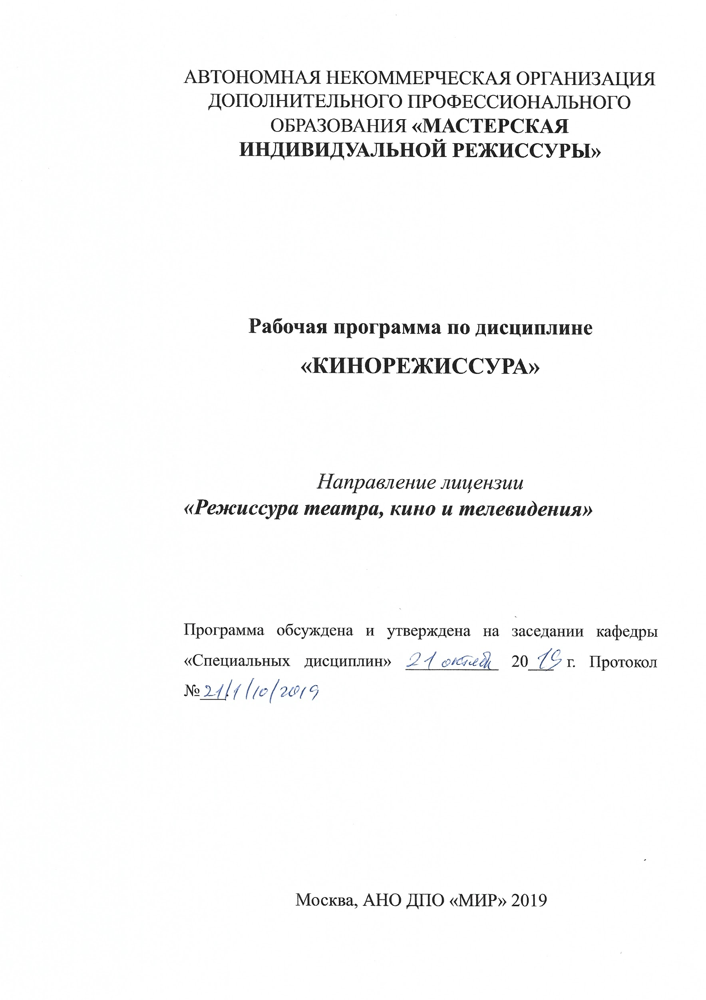 АВТОНОМНАЯ НЕКОММЕРЧЕСКАЯ ОРГАНИЗАЦИЯ
ДОПОЛНИТЕЛЬНОГО ПРОФЕССИОНАЛЬНОГО
ОБРАЗОВАНИЯ «МАСТЕРСКАЯ
ИНДИВИДУАЛЬНОЙ РЕЖИССУРЫ»
Рабочая программа по дисциплине
«КИНОРЕЖИССУРА»
Направление лицензии
«Режиссура театра, кино и телевидения»
Программа обсуждена и утверждена на заседании кафедры
«Специальных дисциплин» 21 октября 2019 г. Протокол
№ 21/1/10/2019
Москва, АНО ДПО «МИР» 2019